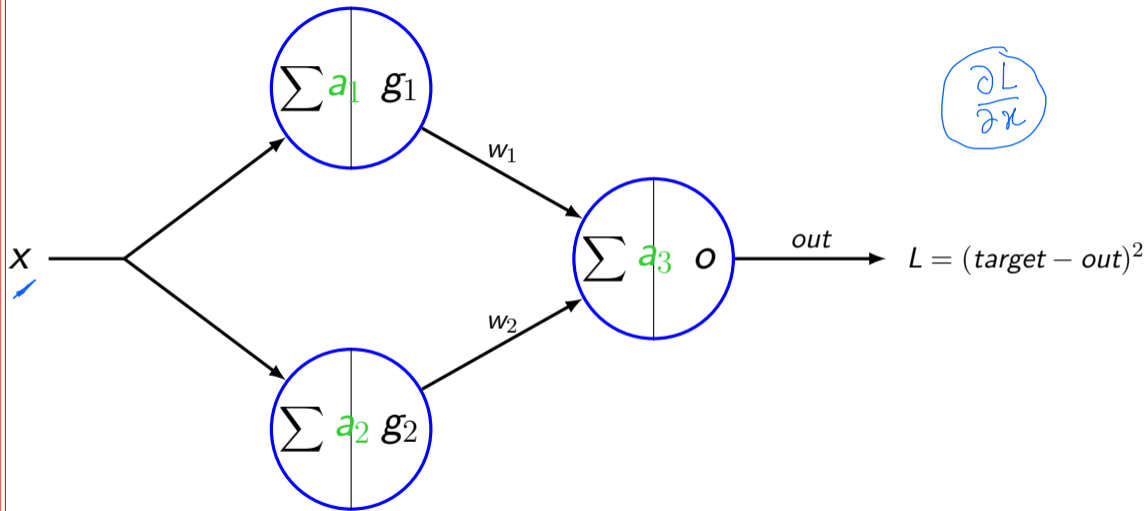 ∑ a₁ g₁
∂L/∂x
w₁
x
∑ a₃ o
out
L = (target − out)²
w₂
∑ a₂ g₂